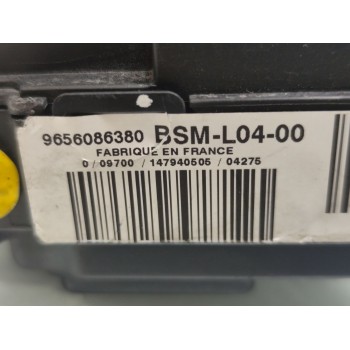 9656086380 BSM-L04-00
FABRIQUE EN FRANCE
0 / 09700 / 147940505 / 04275